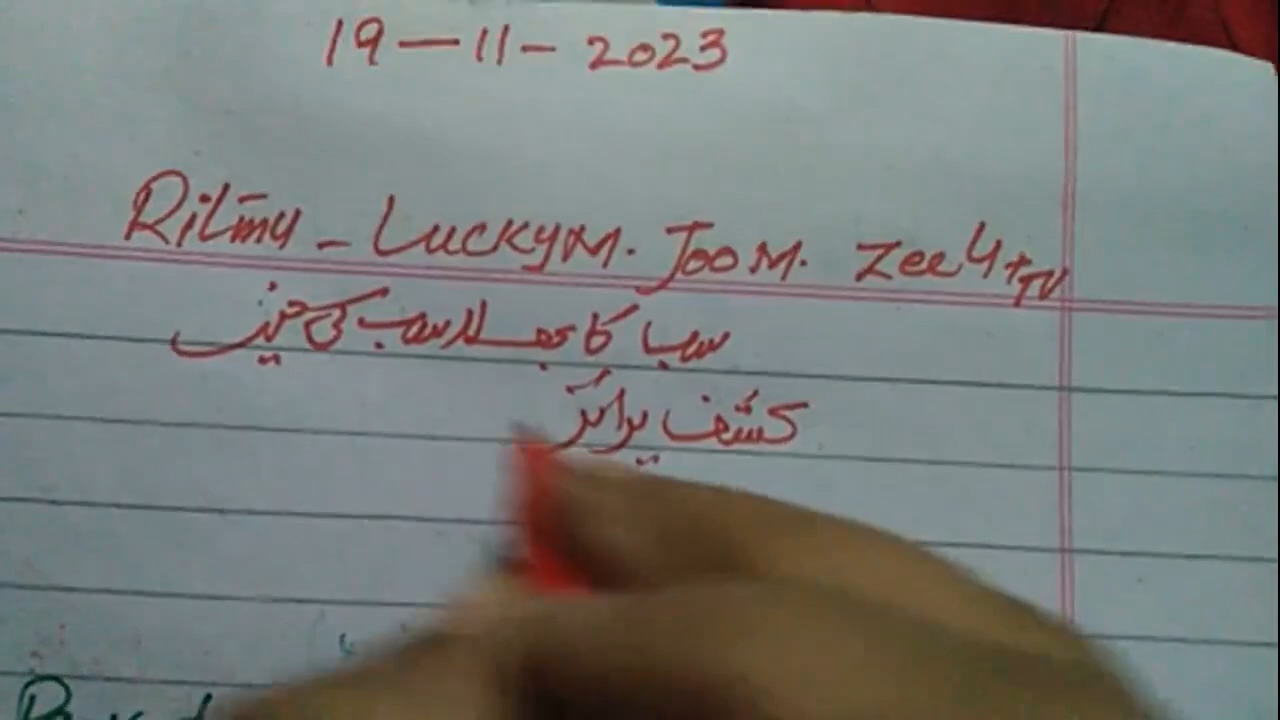 19-11-2023
Rilmy - LuckyM. JooM. Zee4+TV
سب کا بھلا سب کی خیر
کشف پرائز